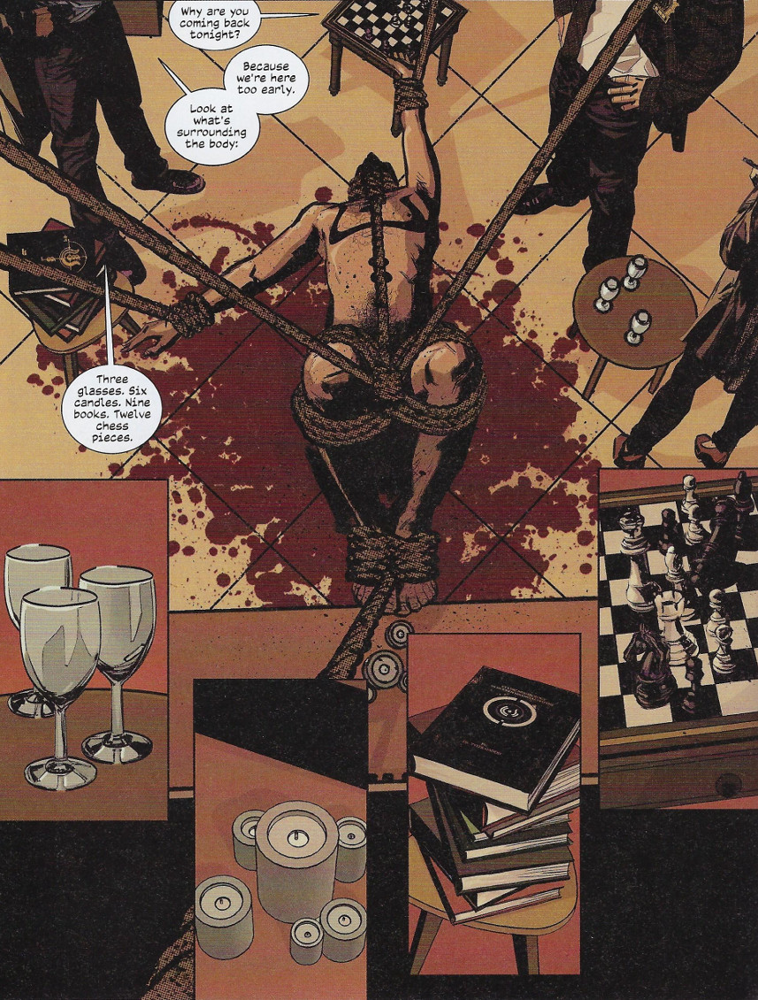 Why are you
coming back
tonight?
Because
we're here
too early.
Look at
what's
surrounding
the body:
Three
glasses. Six
candles. Nine
books. Twelve
chess
pieces.